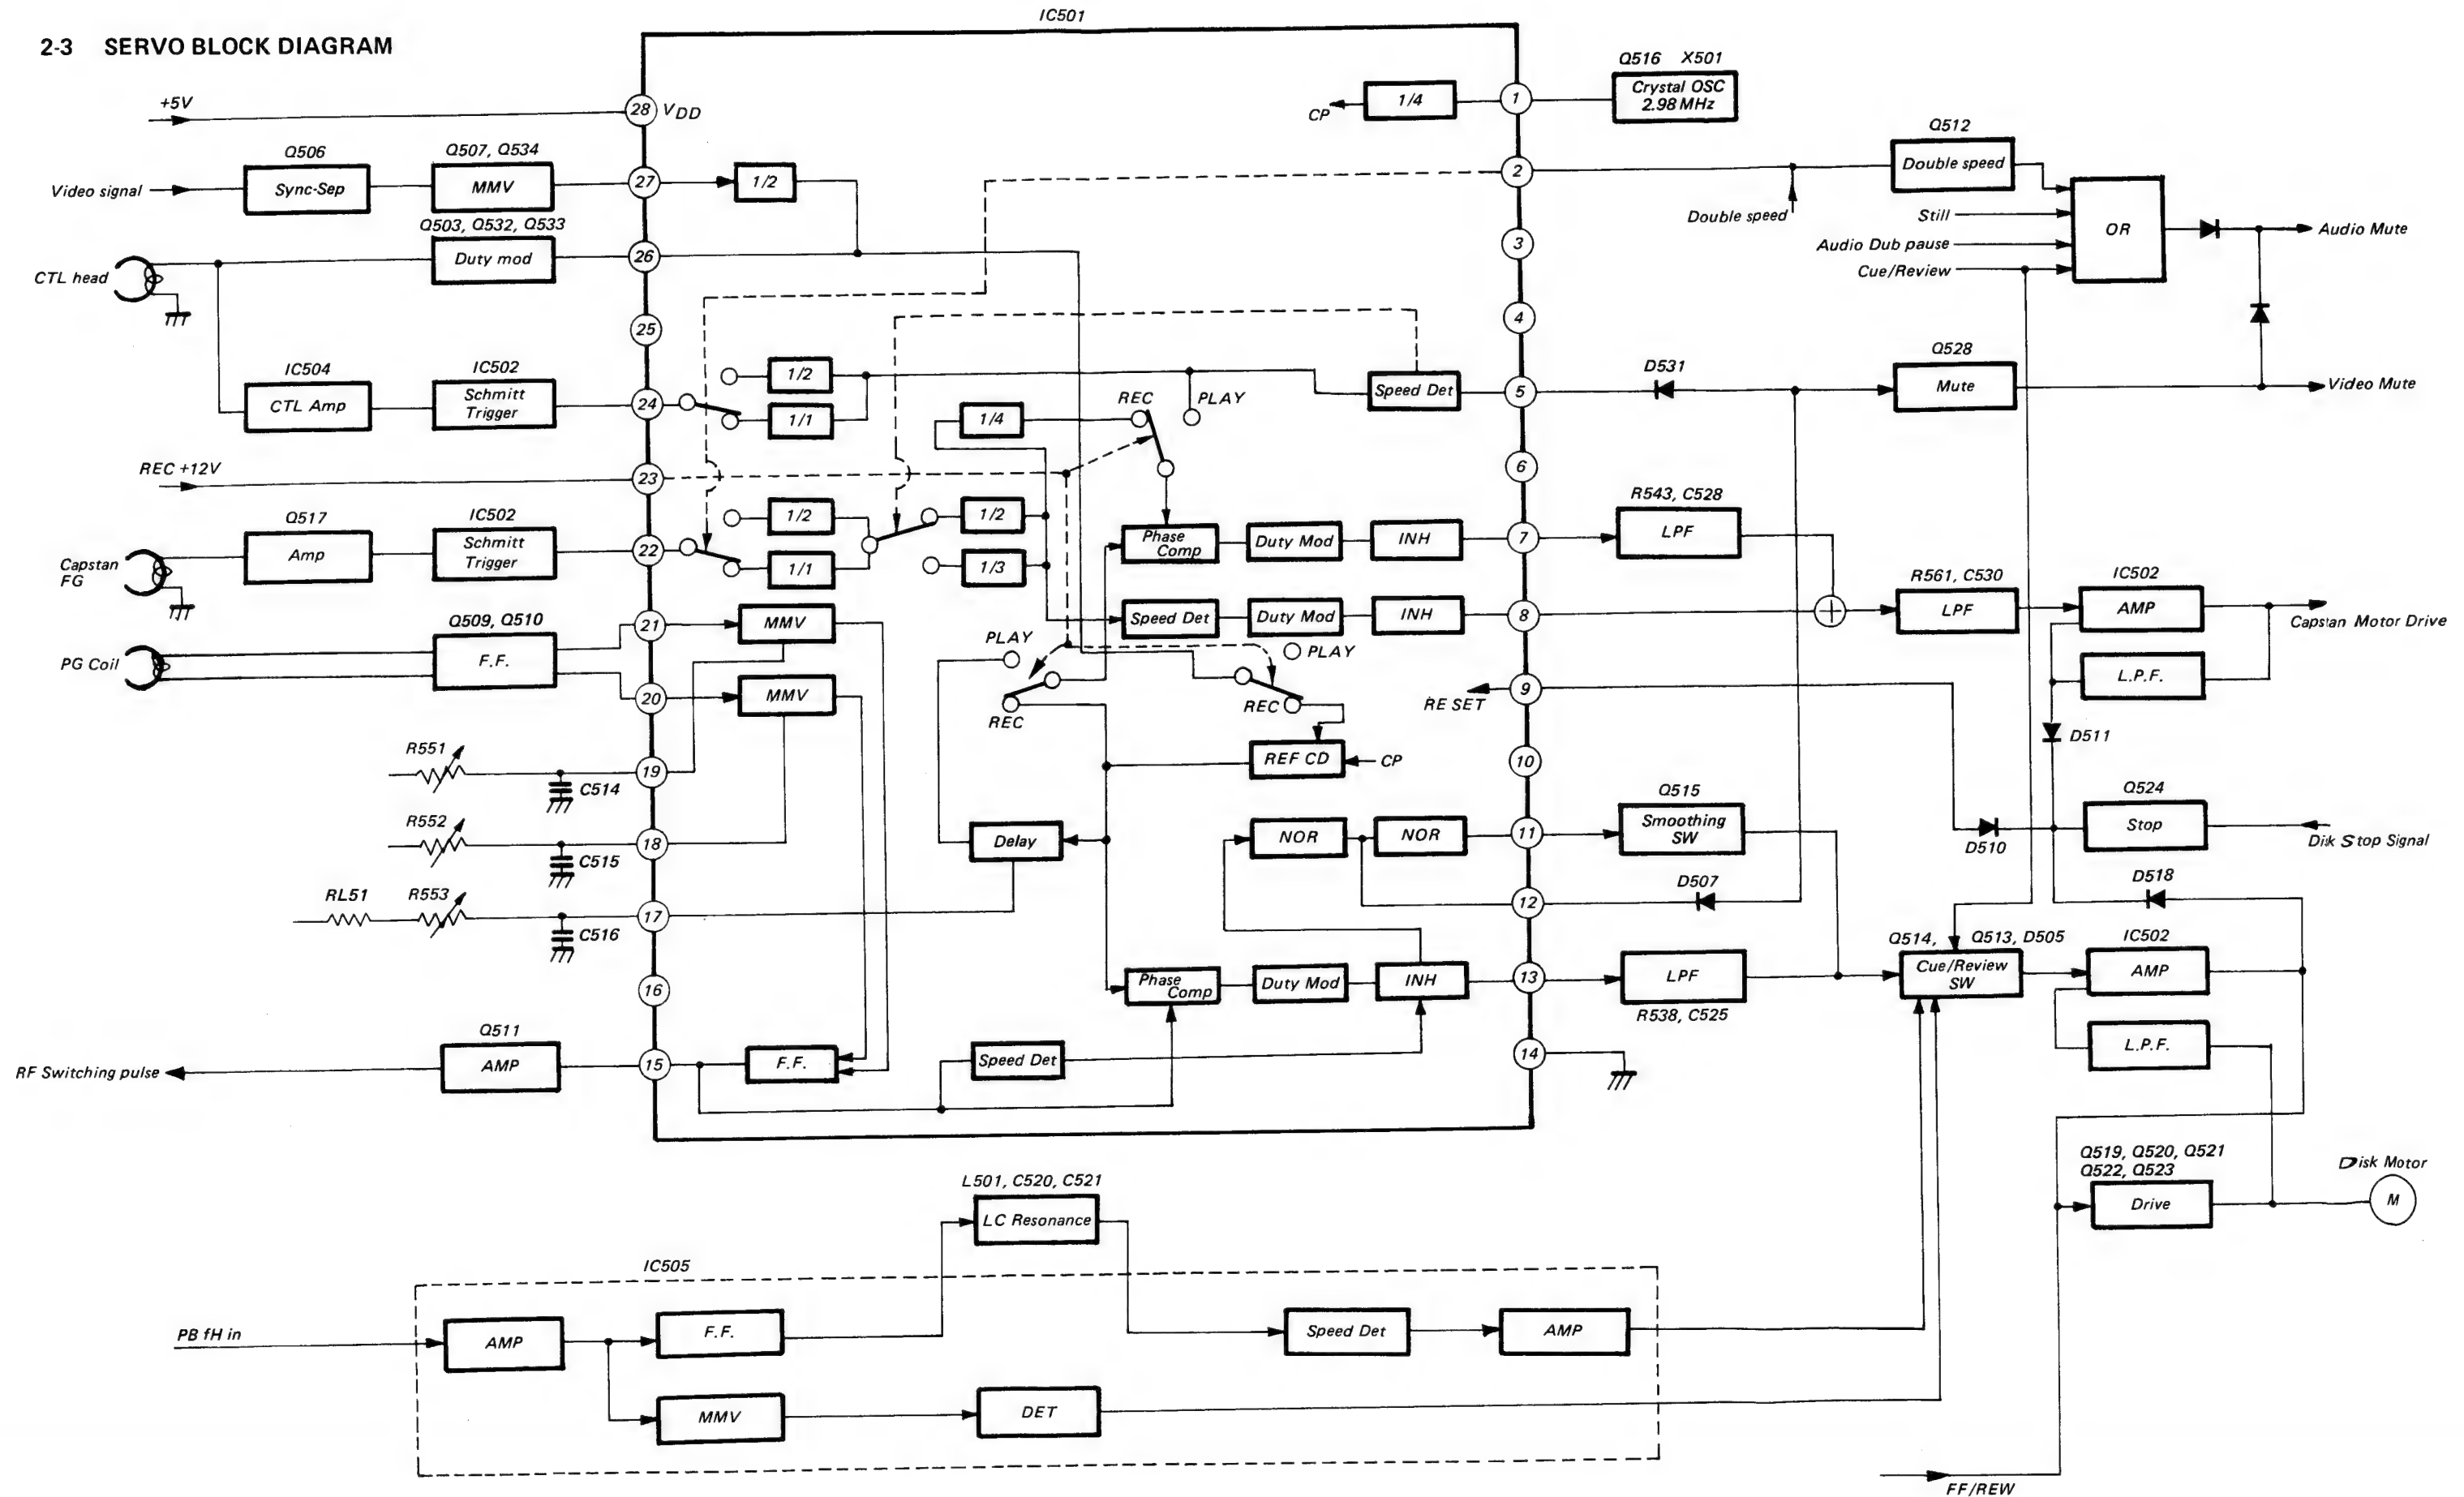 IC501
2-3 SERVO BLOCK DIAGRAM
Q516 X501
Crystal OSC
2.98 MHz
1/4
CP
1
+5V
28
VDD
Q512
Double speed
Q506
Sync-Sep
Q507, Q534
MMV
Video signal
27
1/2
2
Double speed
Still
Audio Dub pause
Cue/Review
OR
Audio Mute
Q503, Q532, Q533
Duty mod
26
3
CTL head
25
4
IC504
CTL Amp
IC502
Schmitt
Trigger
24
1/2
1/1
1/4
REC
PLAY
Speed Det
5
D531
Q528
Mute
Video Mute
REC +12V
23
6
Q517
Amp
IC502
Schmitt
Trigger
22
Capstan
FG
1/2
1/1
1/2
1/3
Phase
Comp
Duty Mod
INH
7
R543, C528
LPF
Q509, Q510
F.F.
PG Coil
21
MMV
20
MMV
Speed Det
Duty Mod
INH
8
R561, C530
LPF
IC502
AMP
Capstan Motor Drive
L.P.F.
PLAY
REC
PLAY
REC
RE SET
9
D511
R551
C514
19
REF CD
CP
10
R552
C515
18
Delay
NOR
NOR
11
Q515
Smoothing
SW
D510
Q524
Stop
Disk Stop Signal
RL51
R553
C516
17
12
D507
D518
16
Phase
Comp
Duty Mod
INH
13
LPF
R538, C525
Q514, Q513, D505
Cue/Review
SW
IC502
AMP
L.P.F.
Q511
AMP
RF Switching pulse
15
F.F.
Speed Det
14
Q519, Q520, Q521
Q522, Q523
Drive
Disk Motor
M
L501, C520, C521
LC Resonance
IC505
PB fH in
AMP
F.F.
Speed Det
AMP
MMV
DET
FF/REW